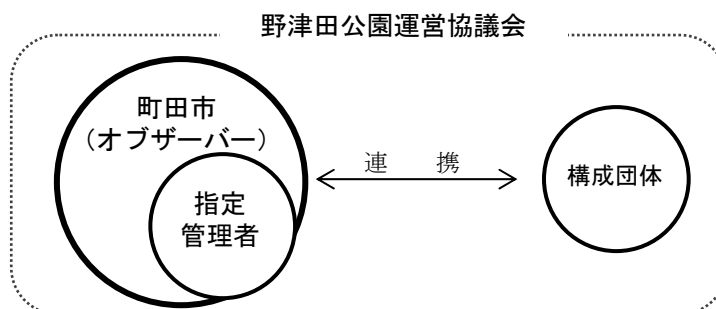 野津田公園運営協議会
町田市
（オブザーバー）
指定
管理者
連　携
構成団体